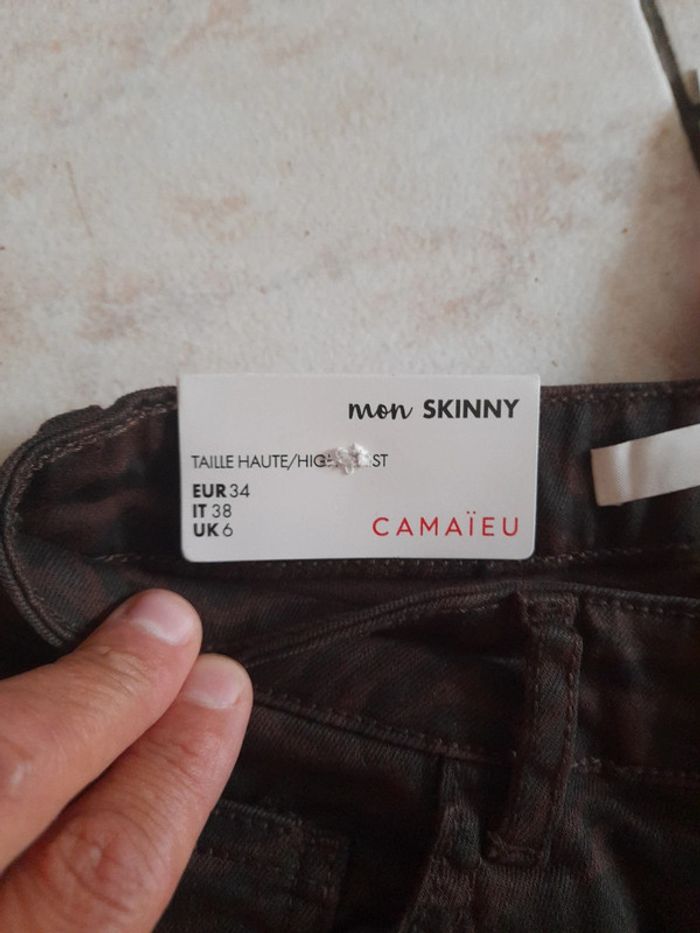 mon SKINNY
TAILLE HAUTE/HIG ST
EUR 34
IT 38
UK 6
CAMAÏEU